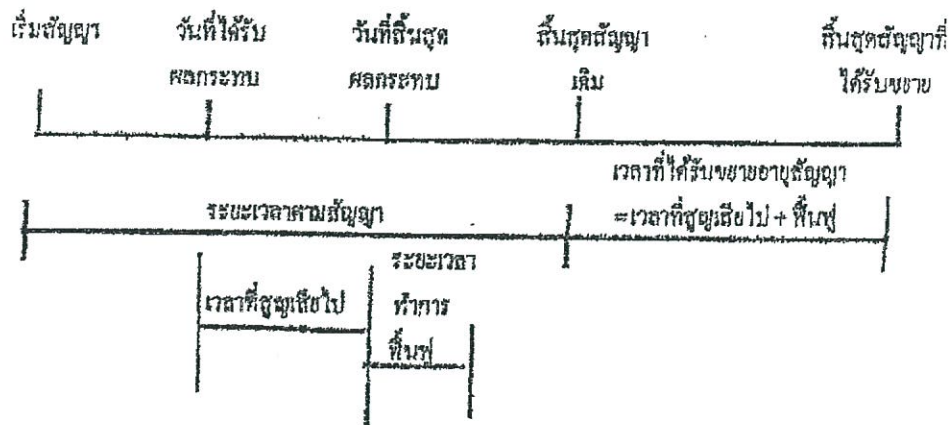 เริ่มสัญญา
วันที่ได้รับ
ผลกระทบ
วันที่สิ้นสุด
ผลกระทบ
สิ้นสุดสัญญา
เดิม
สิ้นสุดสัญญาที่
ได้รับขยาย
เวลาที่ได้รับขยายอายุสัญญา
=เวลาที่สูญเสียไป + ฟื้นฟู
ระยะเวลาตามสัญญา
เวลาที่สูญเสียไป
ระยะเวลา
ทำการ
ฟื้นฟู